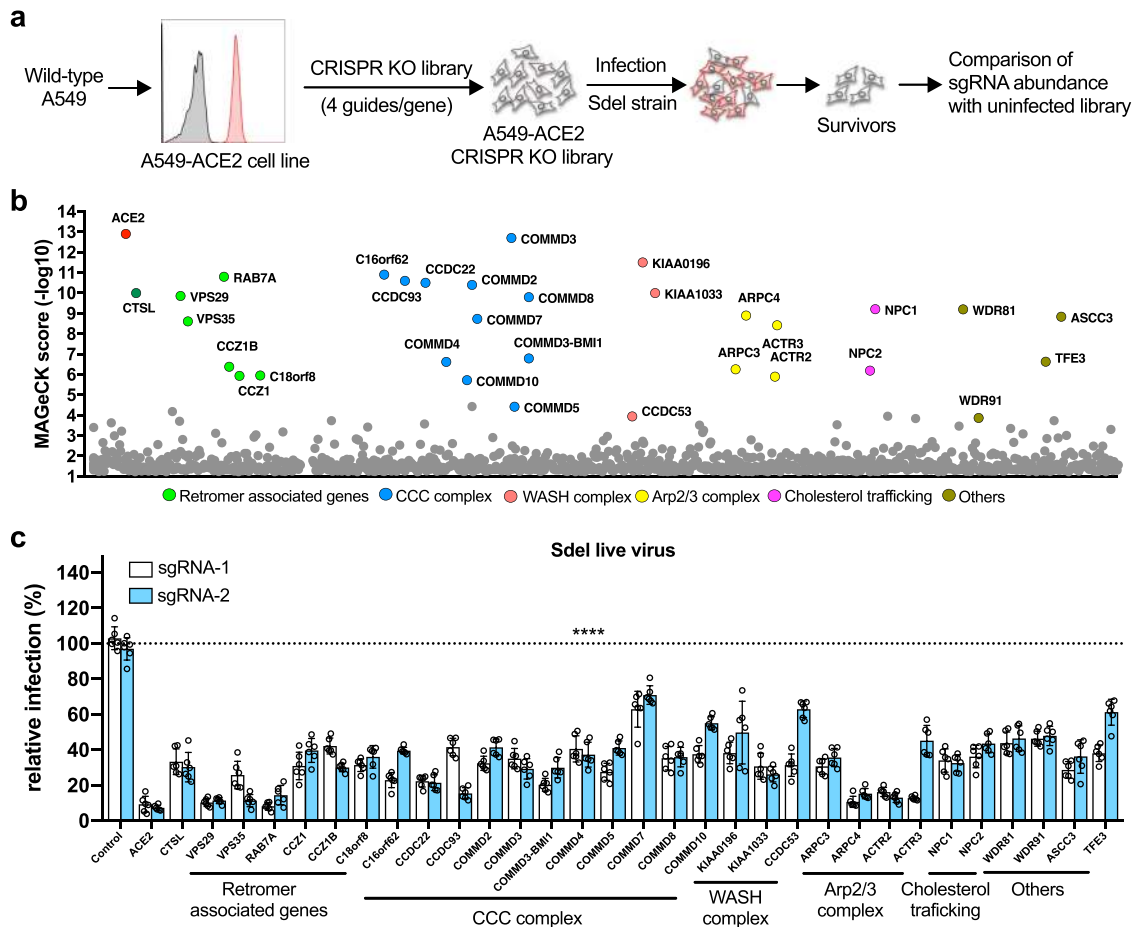 a
Wild-type
A549
A549-ACE2 cell line
CRISPR KO library
(4 guides/gene)
A549-ACE2
CRISPR KO library
Infection
Sdel strain
Survivors
Comparison of
sgRNA abundance
with uninfected library
b
MAGeCK score (-log10)
14
13
12
11
10
9
8
7
6
5
4
3
2
1
ACE2
CTSL
VPS29
VPS35
RAB7A
CCZ1B
CCZ1
C18orf8
C16orf62
CCDC93
CCDC22
COMMD2
COMMD3
COMMD8
COMMD7
COMMD4
COMMD3-BMI1
COMMD10
COMMD5
KIAA0196
KIAA1033
CCDC53
ARPC4
ARPC3
ACTR3
ACTR2
NPC1
NPC2
WDR81
WDR91
ASCC3
TFE3
Retromer associated genes
CCC complex
WASH complex
Arp2/3 complex
Cholesterol trafficking
Others
c
Sdel live virus
sgRNA-1
sgRNA-2
relative infection (%)
140
120
100
80
60
40
20
0
****
Control
ACE2
CTSL
VPS29
VPS35
RAB7A
CCZ1
CCZ1B
C18orf8
C16orf62
CCDC22
CCDC93
COMMD2
COMMD3
COMMD3-BMI1
COMMD4
COMMD5
COMMD7
COMMD8
COMMD10
KIAA0196
KIAA1033
CCDC53
ARPC3
ARPC4
ACTR2
ACTR3
NPC1
NPC2
WDR81
WDR91
ASCC3
TFE3
Retromer
associated genes
CCC complex
WASH
complex
Arp2/3
complex
Cholesterol
traficking
Others